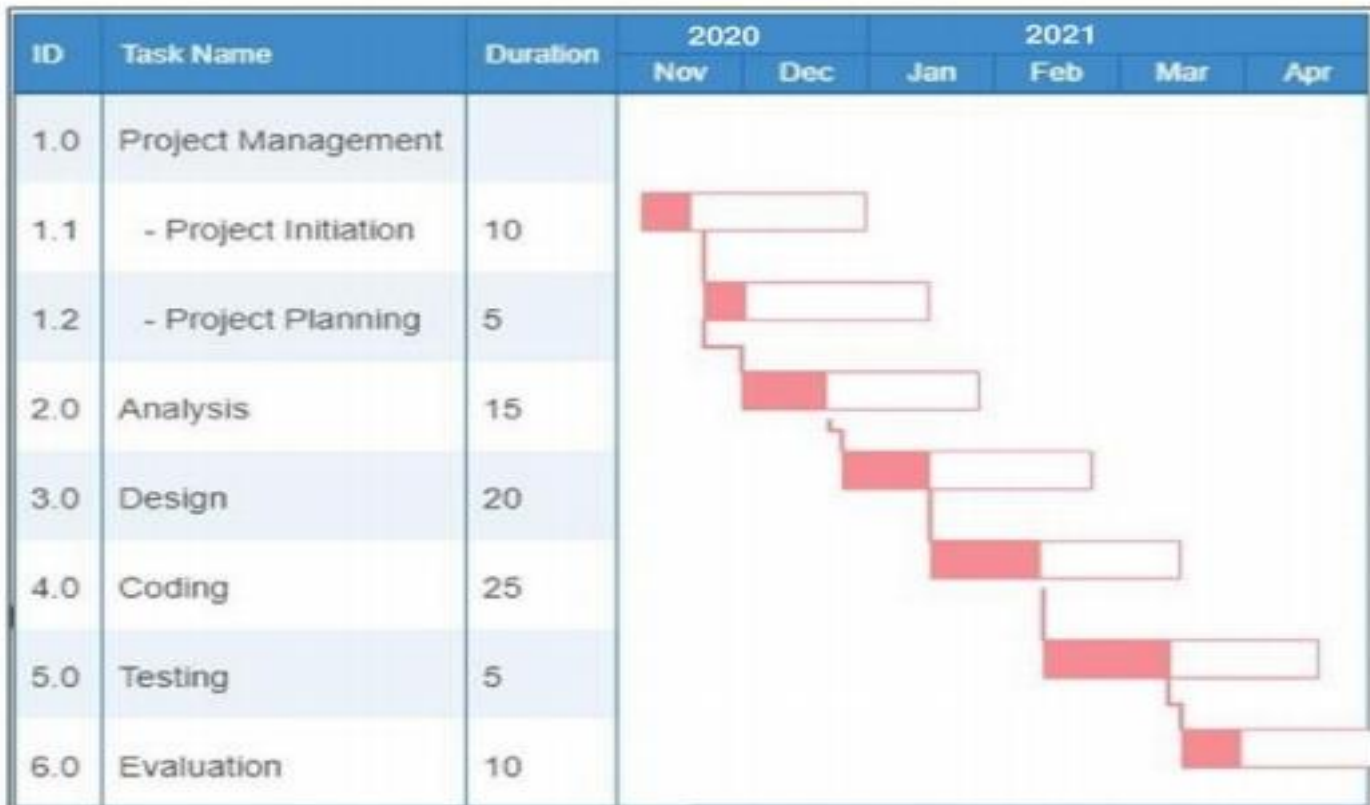 ID Task Name Duration 2020 2021
Nov Dec Jan Feb Mar Apr
1.0 Project Management
1.1 - Project Initiation 10
1.2 - Project Planning 5
2.0 Analysis 15
3.0 Design 20
4.0 Coding 25
5.0 Testing 5
6.0 Evaluation 10